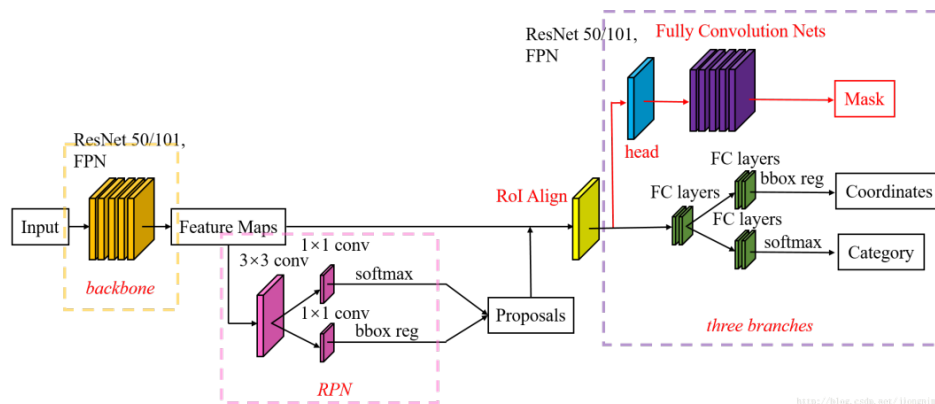 ResNet 50/101,
FPN
Fully Convolution Nets
Mask
head
ResNet 50/101,
FPN
RoI Align
FC layers
FC layers
bbox reg
Coordinates
Input
Feature Maps
FC layers
softmax
Category
backbone
3×3 conv
1×1 conv
softmax
1×1 conv
bbox reg
Proposals
three branches
RPN